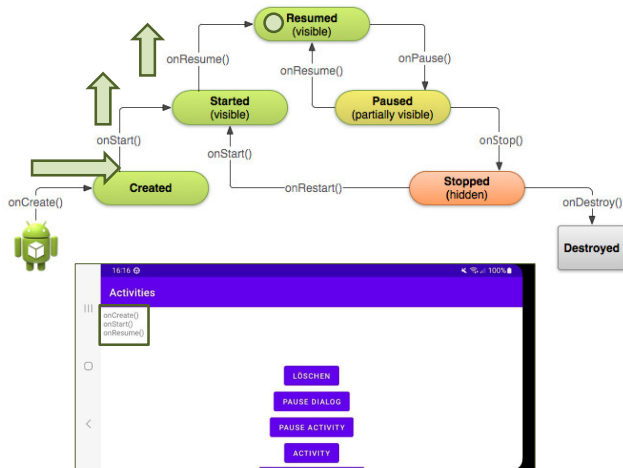 Resumed
(visible)
onResume()
onResume()
onPause()
Started
(visible)
Paused
(partially visible)
onStart()
onStart()
onStop()
Created
onRestart()
Stopped
(hidden)
onCreate()
onDestroy()
Destroyed
16:16
100%
Activities
onCreate()
onStart()
onResume()
LÖSCHEN
PAUSE DIALOG
PAUSE ACTIVITY
ACTIVITY